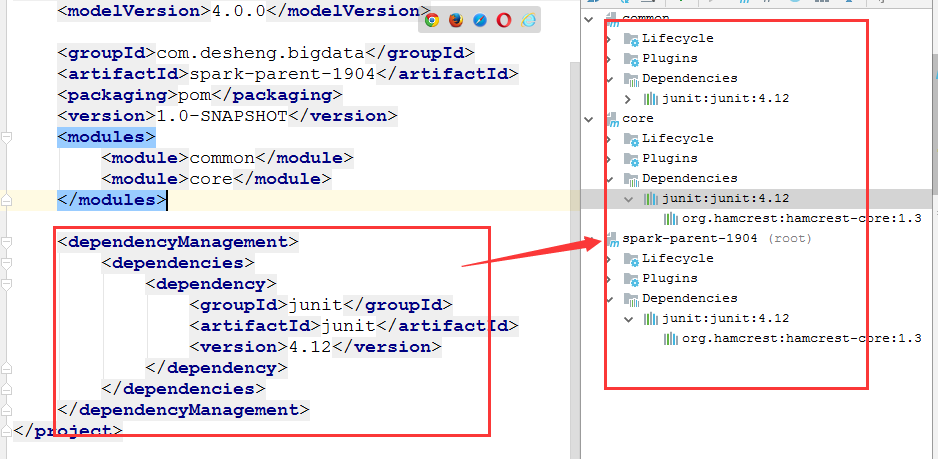 <modelVersion>4.0.0</modelVersion>
<groupId>com.desheng.bigdata</groupId>
<artifactId>spark-parent-1904</artifactId>
<packaging>pom</packaging>
<version>1.0-SNAPSHOT</version>
<modules>
<module>common</module>
<module>core</module>
</modules>
<dependencyManagement>
<dependencies>
<dependency>
<groupId>junit</groupId>
<artifactId>junit</artifactId>
<version>4.12</version>
</dependency>
</dependencies>
</dependencyManagement>
</project>
common
Lifecycle
Plugins
Dependencies
junit:junit:4.12
core
Lifecycle
Plugins
Dependencies
junit:junit:4.12
org.hamcrest:hamcrest-core:1.3
spark-parent-1904 (root)
Lifecycle
Plugins
Dependencies
junit:junit:4.12
org.hamcrest:hamcrest-core:1.3